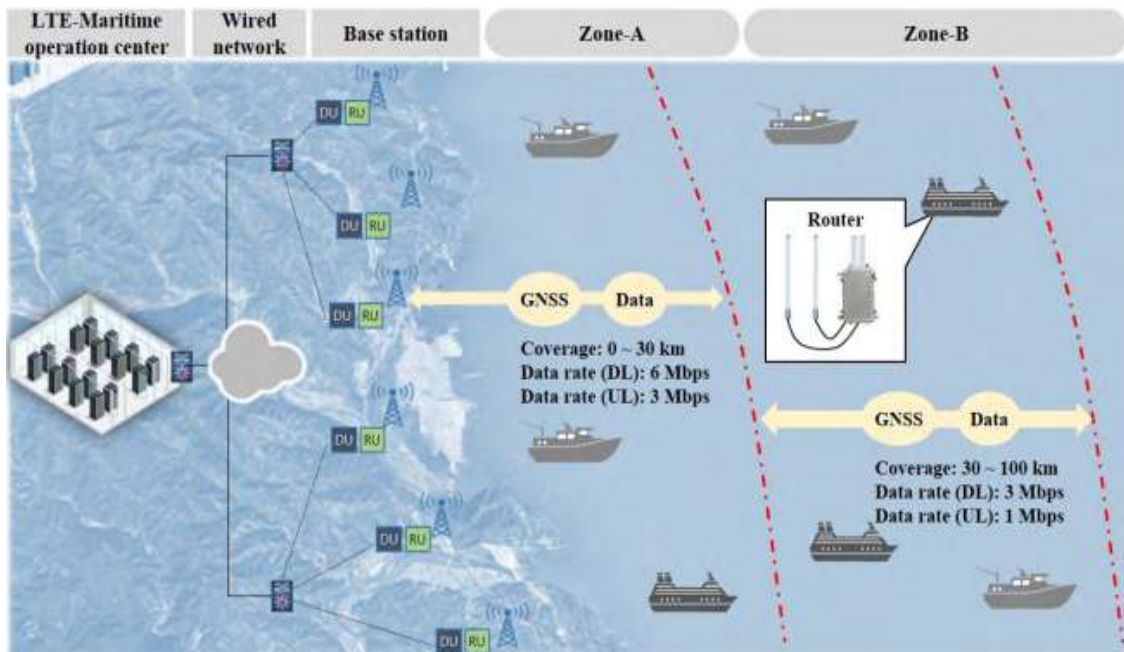 LTE-Maritime
operation center
Wired
network
Base station
Zone-A
Zone-B
DU RU
DU RU
Router
DU RU
GNSS
Data
Coverage: 0 ~ 30 km
Data rate (DL): 6 Mbps
Data rate (UL): 3 Mbps
DU RU
GNSS
Data
Coverage: 30 ~ 100 km
Data rate (DL): 3 Mbps
Data rate (UL): 1 Mbps
DU RU
DU RU